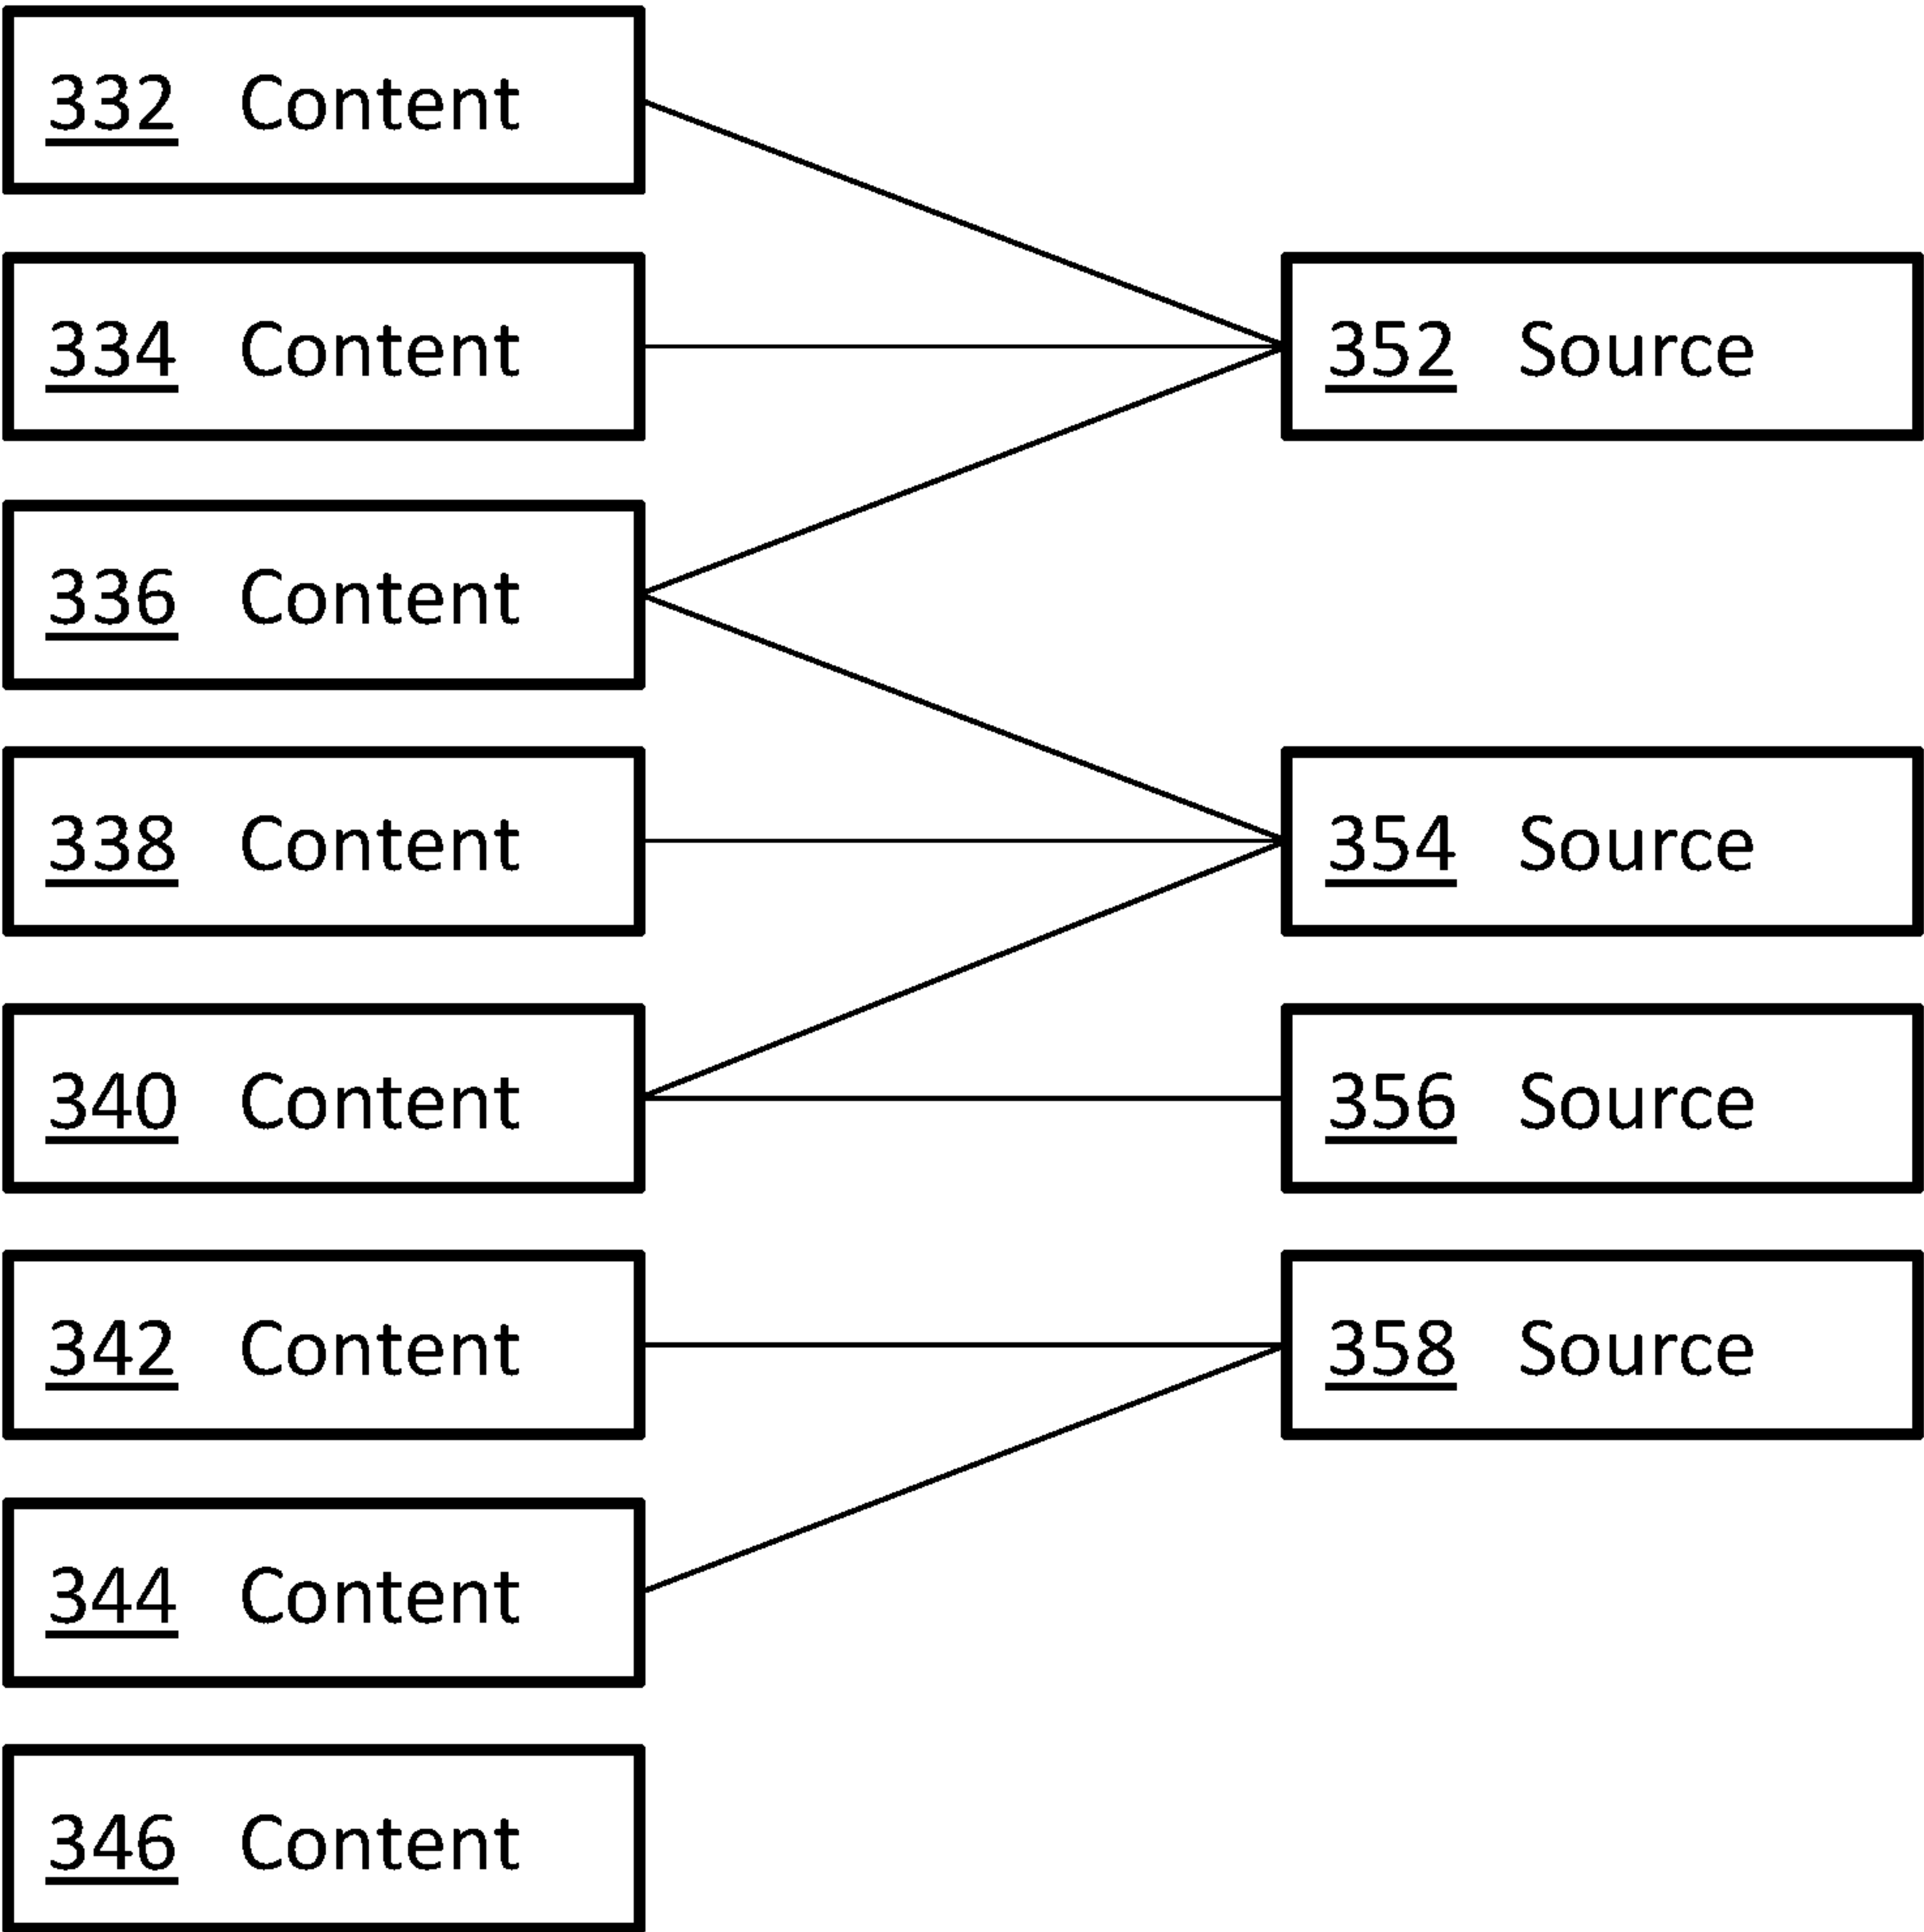 332 Content
334 Content
352 Source
336 Content
338 Content
354 Source
340 Content
356 Source
342 Content
358 Source
344 Content
346 Content